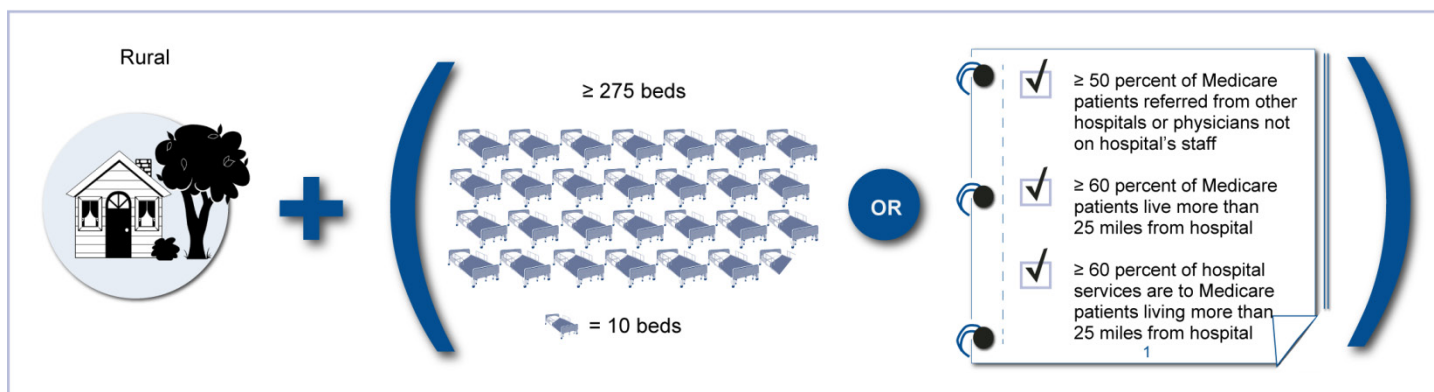 Rural
≥ 275 beds
= 10 beds
OR
≥ 50 percent of Medicare
patients referred from other
hospitals or physicians not
on hospital's staff
≥ 60 percent of Medicare
patients live more than
25 miles from hospital
≥ 60 percent of hospital
services are to Medicare
patients living more than
25 miles from hospital
1